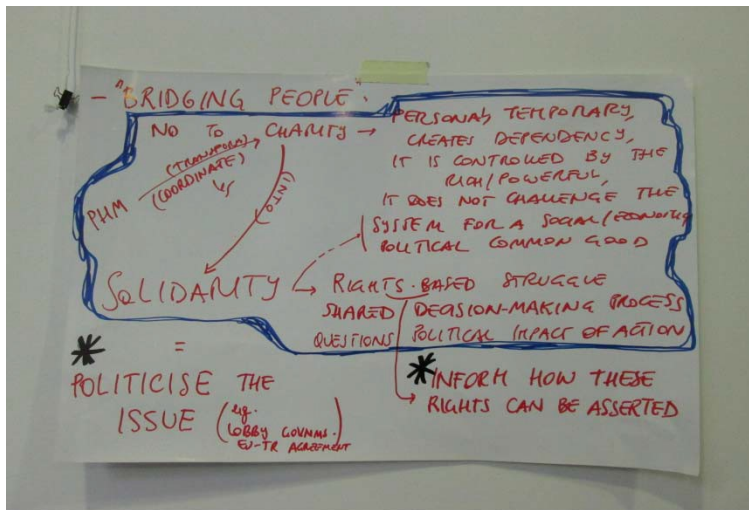 - "BRIDGING PEOPLE"
NO TO CHARITY → PERSONAL, TEMPORARY,
CREATES DEPENDENCY,
IT IS CONTROLLED BY THE
RICH/POWERFUL,
IT DOES NOT CHALLENGE THE
SYSTEM FOR A SOCIAL/ECONOMIC/
POLITICAL COMMON GOOD
PHM
(TRANSFORM)
(COORDINATE)
(INTO)
SOLIDARITY → RIGHTS-BASED STRUGGLE
SHARED DECISION-MAKING PROCESS
QUESTIONS POLITICAL IMPACT OF ACTION
* =
POLITICISE THE
ISSUE (eg.
LOBBY GOVNMS.
EU-TR AGREEMENT)
* INFORM HOW THESE
RIGHTS CAN BE ASSERTED